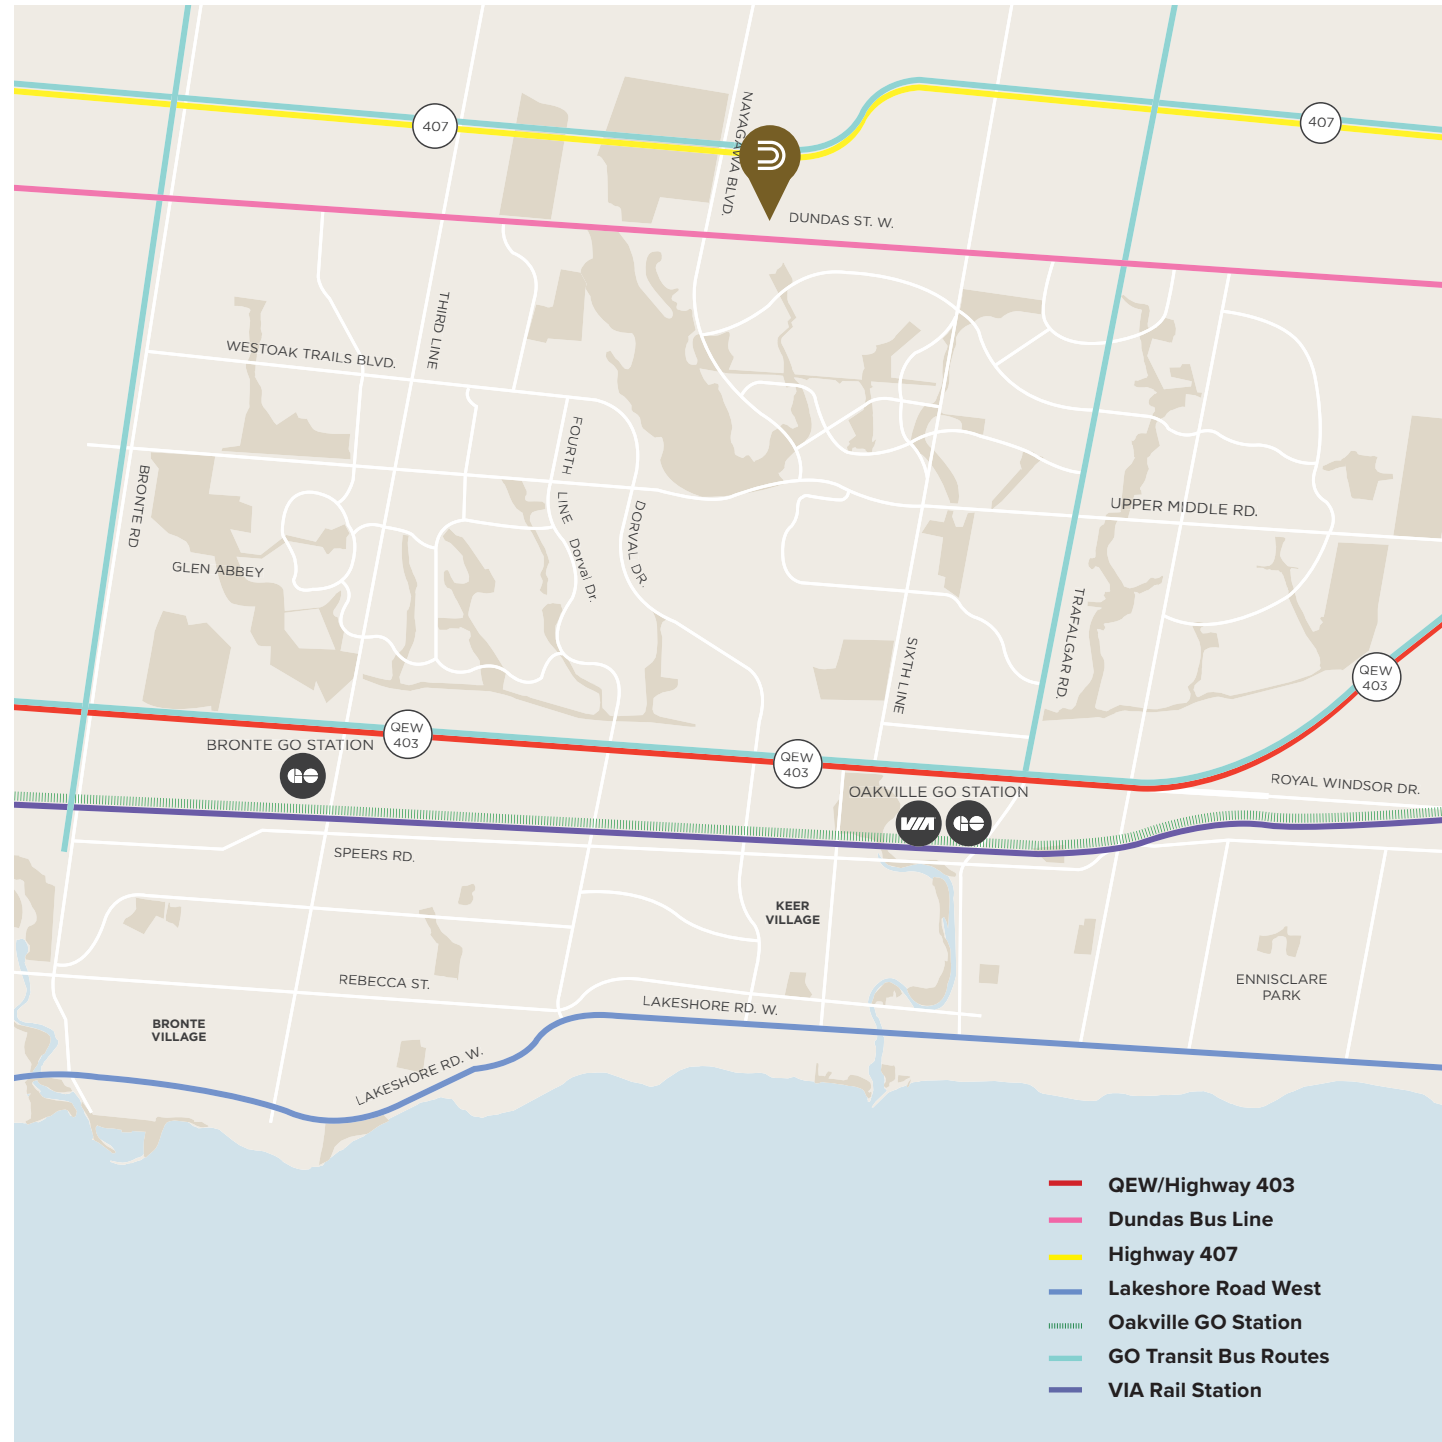 407
407
NAYAGAWA BLVD.
DUNDAS ST. W.
THIRD LINE
WESTOAK TRAILS BLVD.
FOURTH
LINE
Dorval Dr.
DORVAL DR.
BRONTE RD
UPPER MIDDLE RD.
GLEN ABBEY
TRAFALGAR RD.
SIXTH LINE
QEW
403
QEW
403
QEW
403
BRONTE GO STATION
GO
OAKVILLE GO STATION
VIA
GO
ROYAL WINDSOR DR.
SPEERS RD.
KEER
VILLAGE
REBECCA ST.
LAKESHORE RD. W.
ENNISCLARE
PARK
BRONTE
VILLAGE
LAKESHORE RD. W.
QEW/Highway 403
Dundas Bus Line
Highway 407
Lakeshore Road West
Oakville GO Station
GO Transit Bus Routes
VIA Rail Station